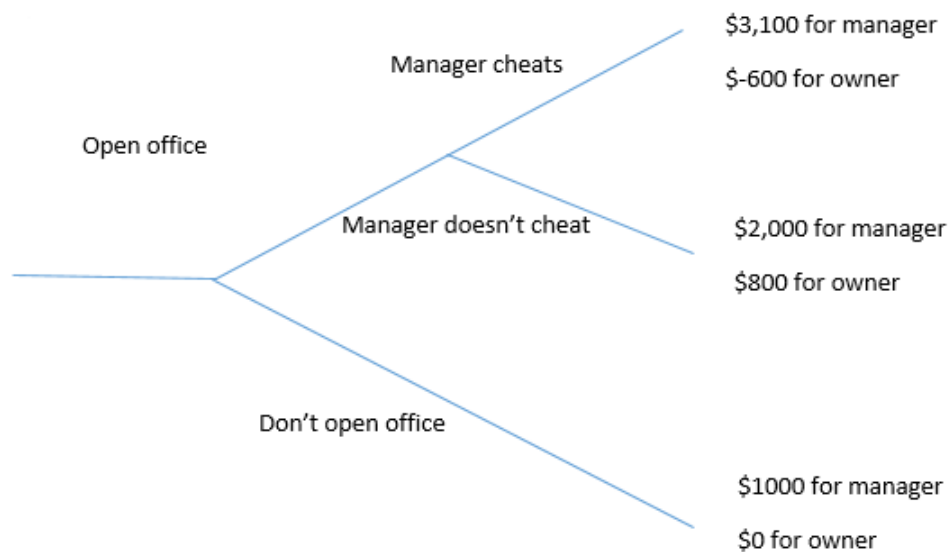 $3,100 for manager
Manager cheats
$-600 for owner
Open office
Manager doesn’t cheat
$2,000 for manager
$800 for owner
Don’t open office
$1000 for manager
$0 for owner